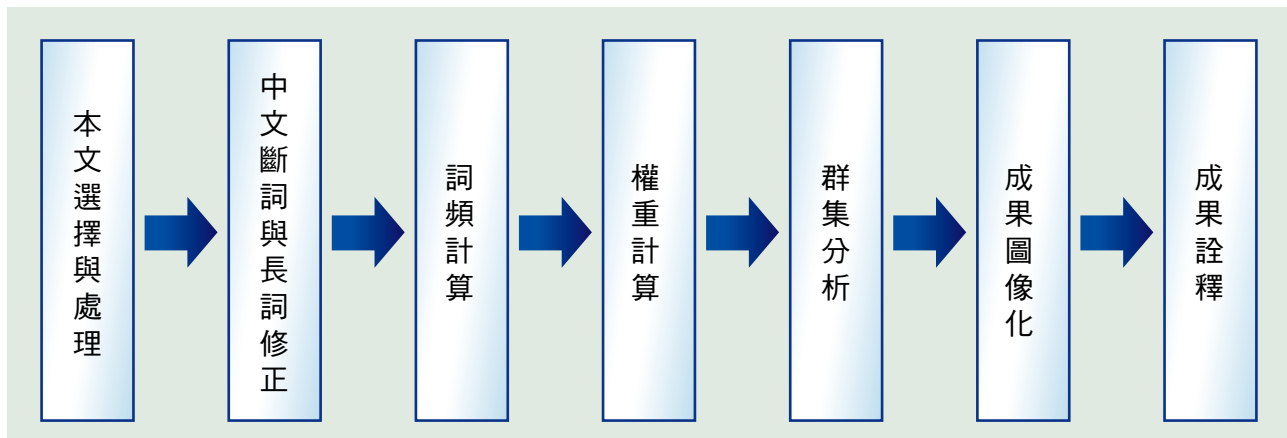 本文選擇與處理
中文斷詞與長詞修正
詞頻計算
權重計算
群集分析
成果圖像化
成果詮釋